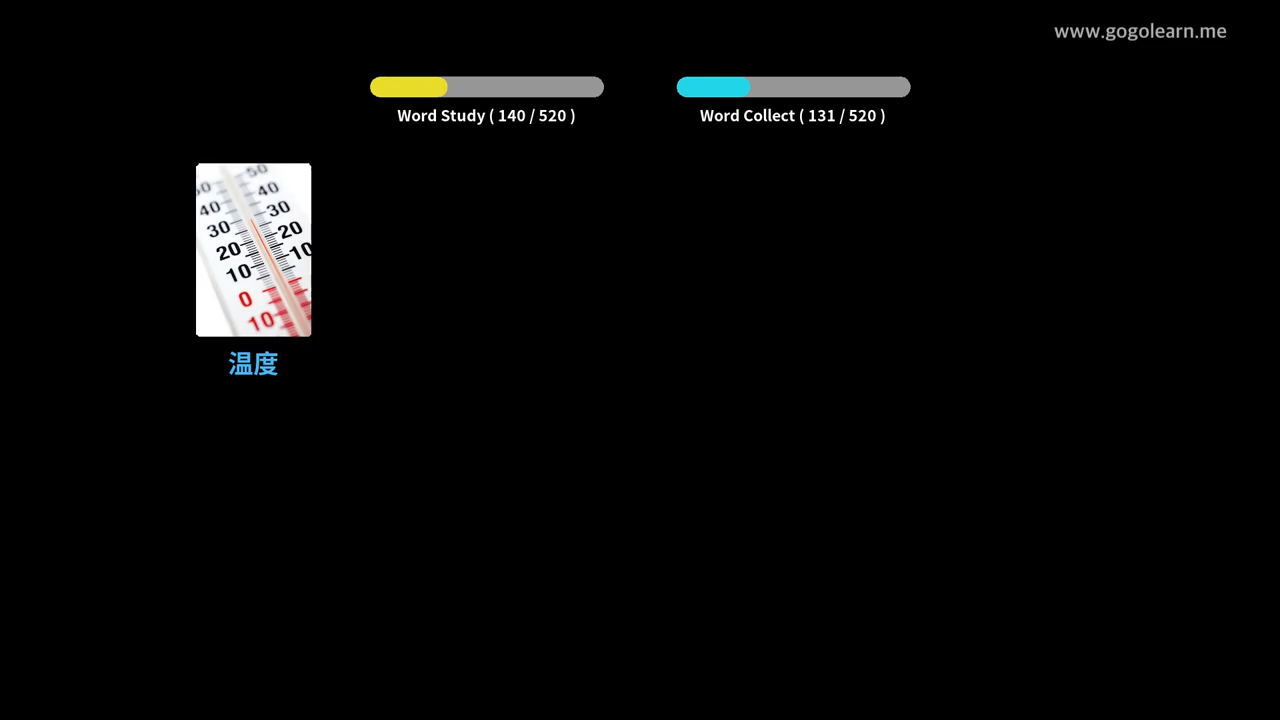 www.gogolearn.me
Word Study ( 140 / 520 )
Word Collect ( 131 / 520 )
50
40 40
30 30
20 20
10 10
0
10
温度